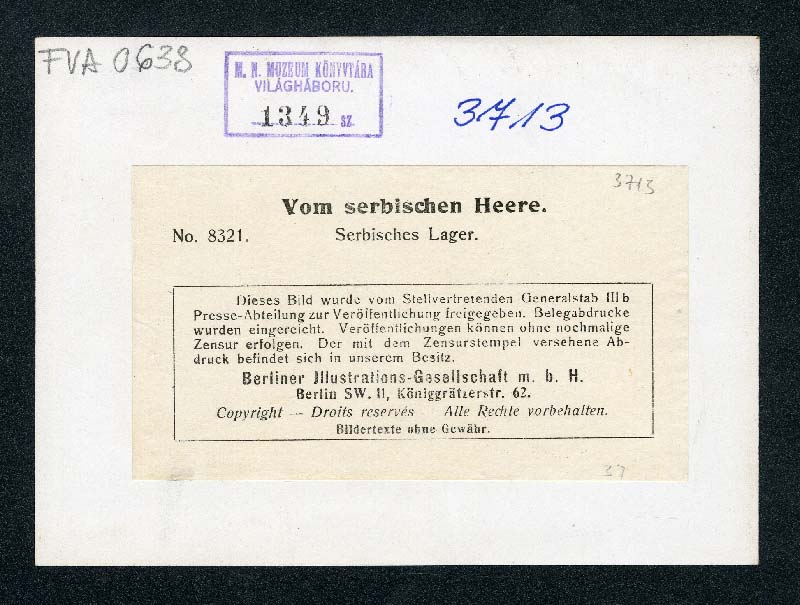 FVA 0638
M. N. MUZEUM KÖNYVTÁRA
VILÁGHÁBORU.
1349 SZ.
3713
3713
Vom serbischen Heere.
No. 8321. Serbisches Lager.
Dieses Bild wurde vom Stellvertretenden Generalstab III b
Presse-Abteilung zur Veröffentlichung freigegeben. Belegabdrucke
wurden eingereicht. Veröffentlichungen können ohne nochmalige
Zensur erfolgen. Der mit dem Zensurstempel versehene Ab-
druck befindet sich in unserem Besitz.
Berliner Jllustrations-Gesellschaft m. b. H.
Berlin SW. 11, Königgrätzerstr. 62.
Copyright — Droits reservés Alle Rechte vorbehalten.
Bildertexte ohne Gewähr.
37